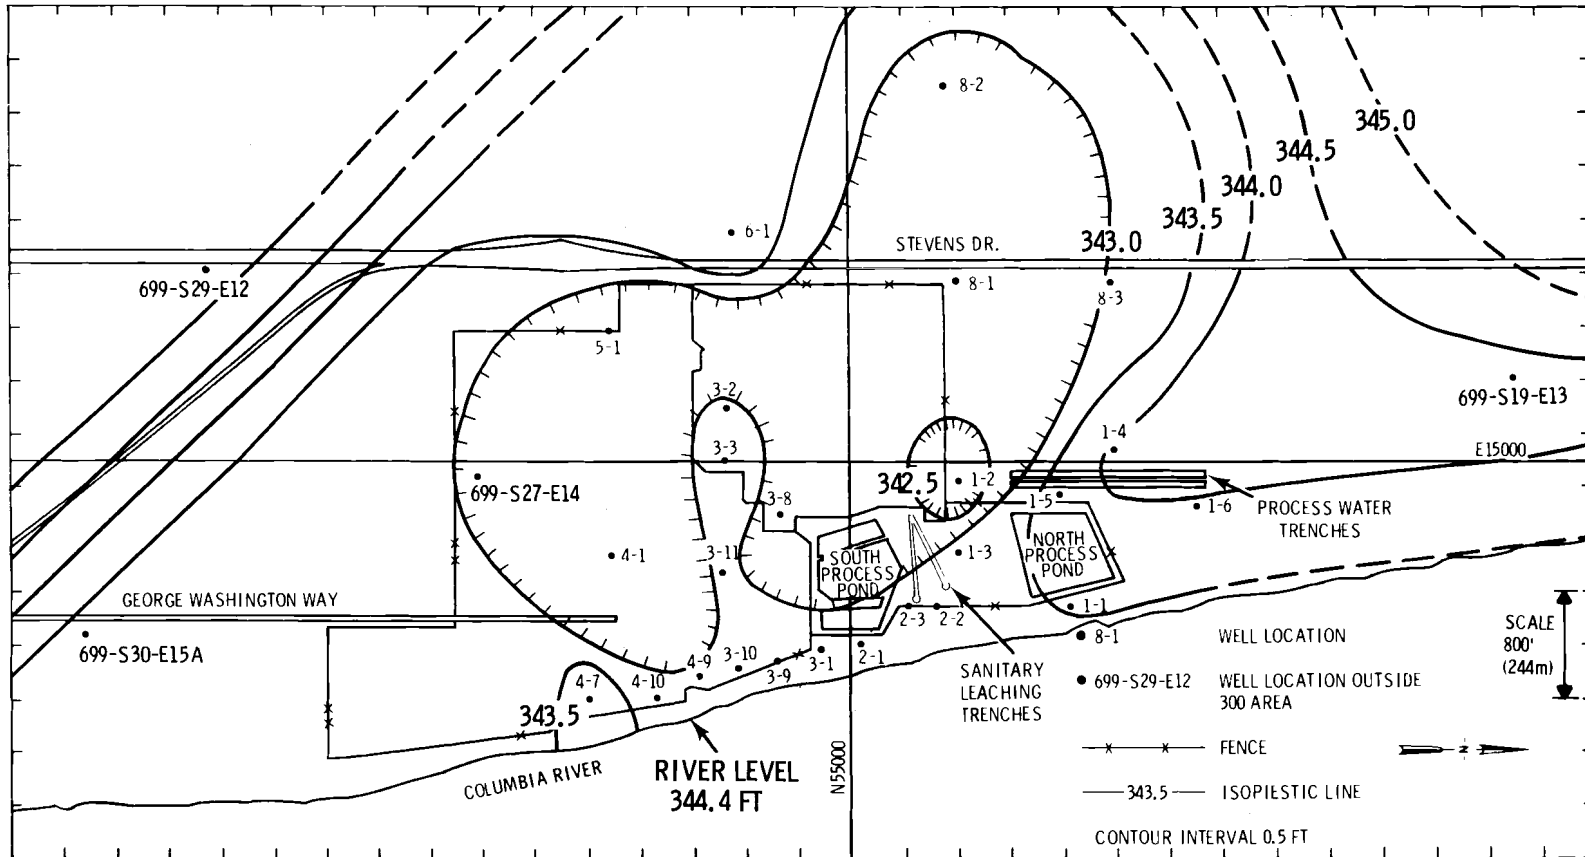 8-2
345.0
344.5
344.0
343.5
343.0
6-1
STEVENS DR.
699-S29-E12
8-1
8-3
5-1
3-2
699-S19-E13
1-4
3-3
E15000
342.5
1-2
699-S27-E14
1-5
1-6
PROCESS WATER
TRENCHES
3-8
NORTH
PROCESS
POND
1-3
4-1
3-11
SOUTH
PROCESS
POND
GEORGE WASHINGTON WAY
2-3
2-2
1-1
699-S30-E15A
4-9
3-10
3-9
3-1
2-1
4-7
4-10
343.5
SANITARY
LEACHING
TRENCHES
8-1
WELL LOCATION
699-S29-E12
WELL LOCATION OUTSIDE
300 AREA
SCALE
800'
(244m)
FENCE
N
COLUMBIA RIVER
RIVER LEVEL
344.4 FT
N55000
343.5
ISOPIESTIC LINE
CONTOUR INTERVAL 0.5 FT